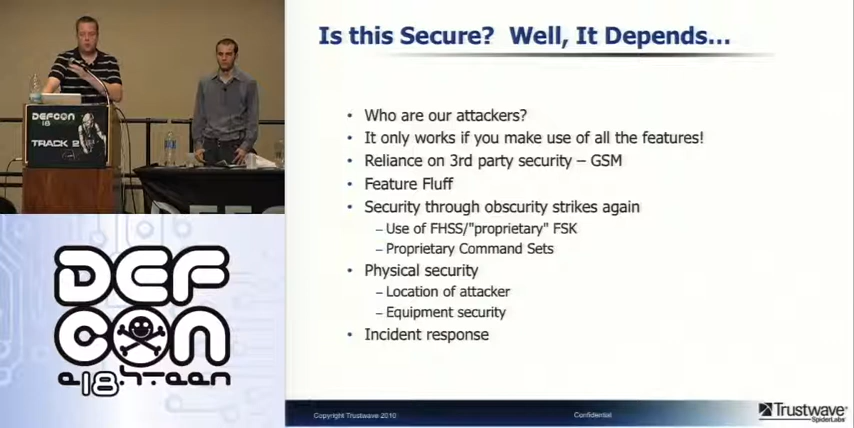 DEFCON
18
TRACK 2
DEF
CON
e18hteen
Is this Secure? Well, It Depends...
• Who are our attackers?
• It only works if you make use of all the features!
• Reliance on 3rd party security – GSM
• Feature Fluff
• Security through obscurity strikes again
– Use of FHSS/"proprietary" FSK
– Proprietary Command Sets
• Physical security
– Location of attacker
– Equipment security
• Incident response
Copyright Trustwave 2010
Confidential
Trustwave®
SpiderLabs®